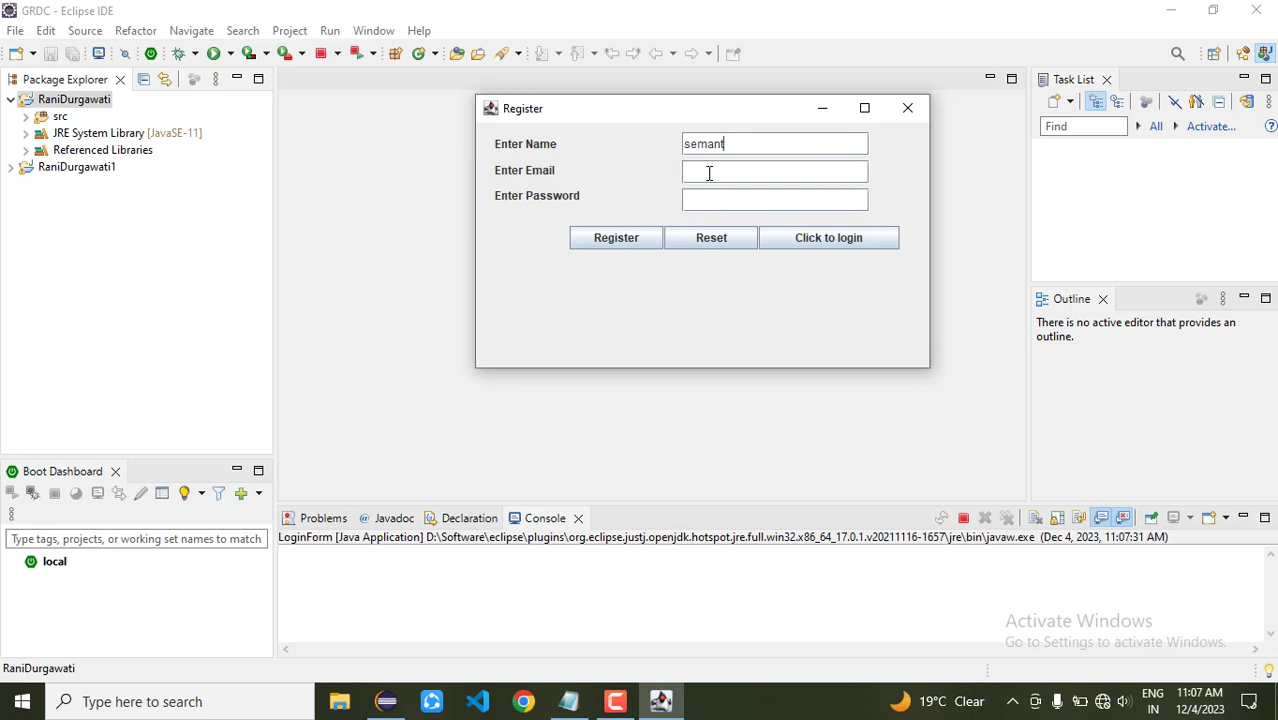 GRDC - Eclipse IDE
File Edit Source Refactor Navigate Search Project Run Window Help
Package Explorer
RaniDurgawati
src
JRE System Library [JavaSE-11]
Referenced Libraries
RaniDurgawati1
Register
Enter Name semant
Enter Email
Enter Password
Register Reset Click to login
Task List
Find All Activate...
Outline
There is no active editor that provides an
outline.
Boot Dashboard
Type tags, projects, or working set names to match
local
Problems @ Javadoc Declaration Console
LoginForm [Java Application] D:\Software\eclipse\plugins\org.eclipse.justj.openjdk.hotspot.jre.full.win32.x86_64_17.0.1.v20211116-1657\jre\bin\javaw.exe (Dec 4, 2023, 11:07:31 AM)
Activate Windows
Go to Settings to activate Windows.
RaniDurgawati
Type here to search
19°C Clear
ENG
IN
11:07 AM
12/4/2023